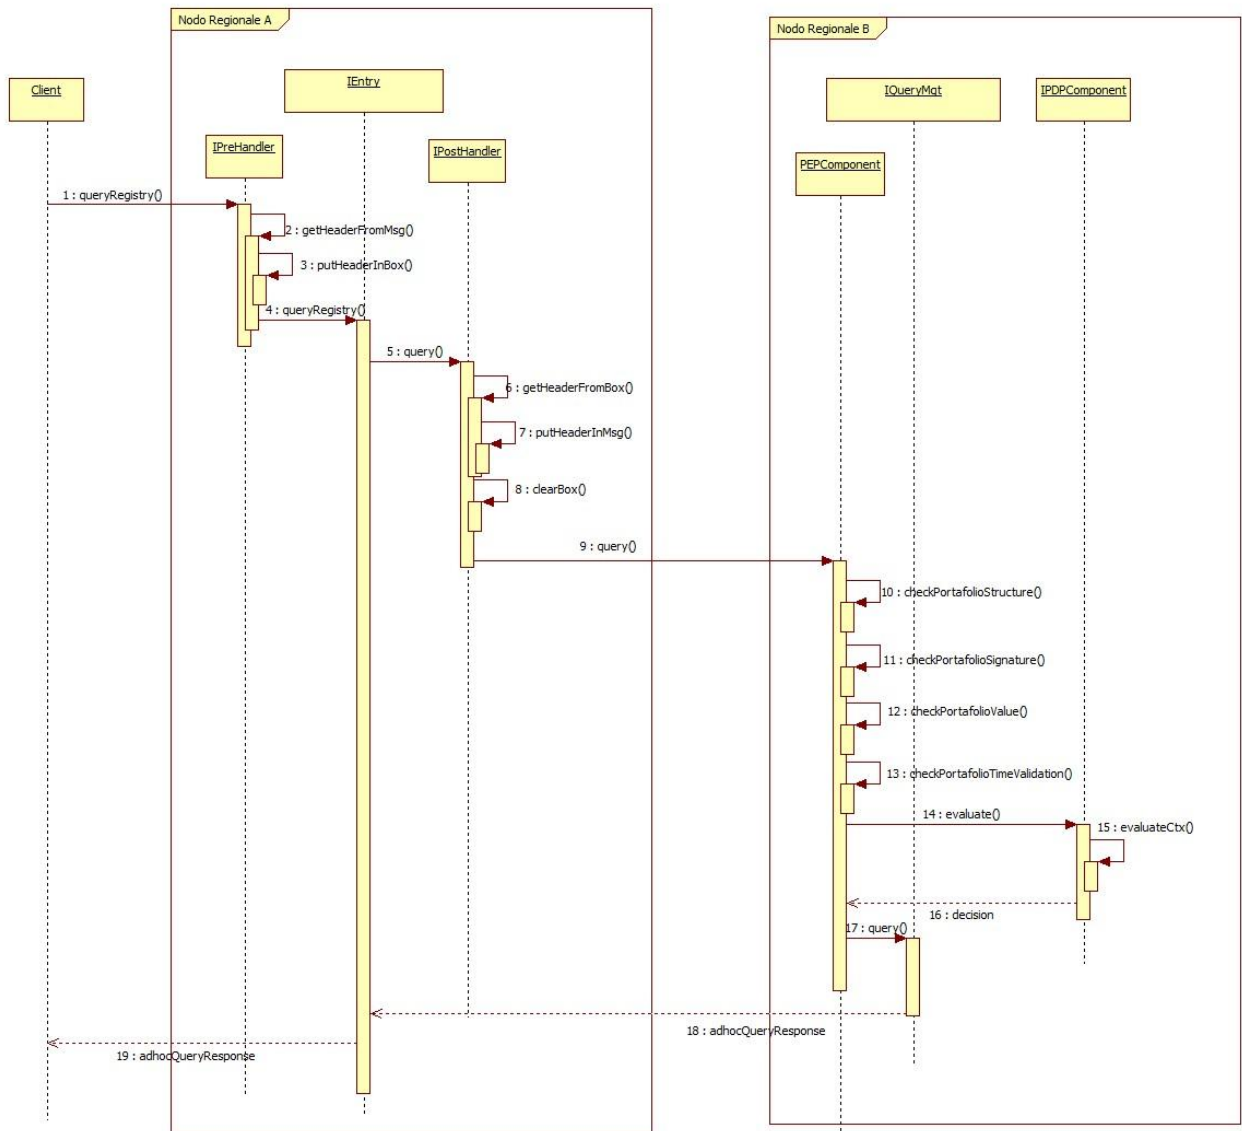 Nodo Regionale A
Nodo Regionale B
IEntry
Client
IQueryMgt
IPDPComponent
IPreHandler
IPostHandler
PEPComponent
1 : queryRegistry()
2 : getHeaderFromMsg()
3 : putHeaderInBox()
4 : queryRegistry()
5 : query()
6 : getHeaderFromBox()
7 : putHeaderInMsg()
8 : clearBox()
9 : query()
10 : checkPortafolioStructure()
11 : checkPortafolioSignature()
12 : checkPortafolioValue()
13 : checkPortafolioTimeValidation()
14 : evaluate()
15 : evaluateCtx()
16 : decision
17 : query()
18 : adhocQueryResponse
19 : adhocQueryResponse